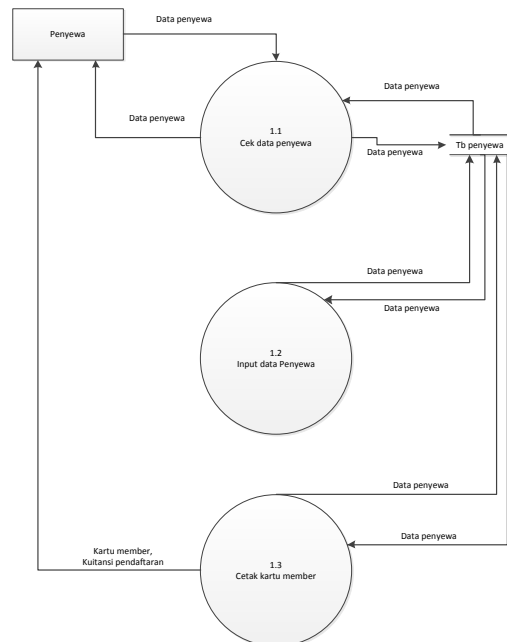 Data penyewa
Penyewa
Data penyewa
Data penyewa
1.1
Cek data penyewa
Tb penyewa
Data penyewa
Data penyewa
Data penyewa
1.2
Input data Penyewa
Data penyewa
Data penyewa
Kartu member,
Kuitansi pendaftaran
1.3
Cetak kartu member